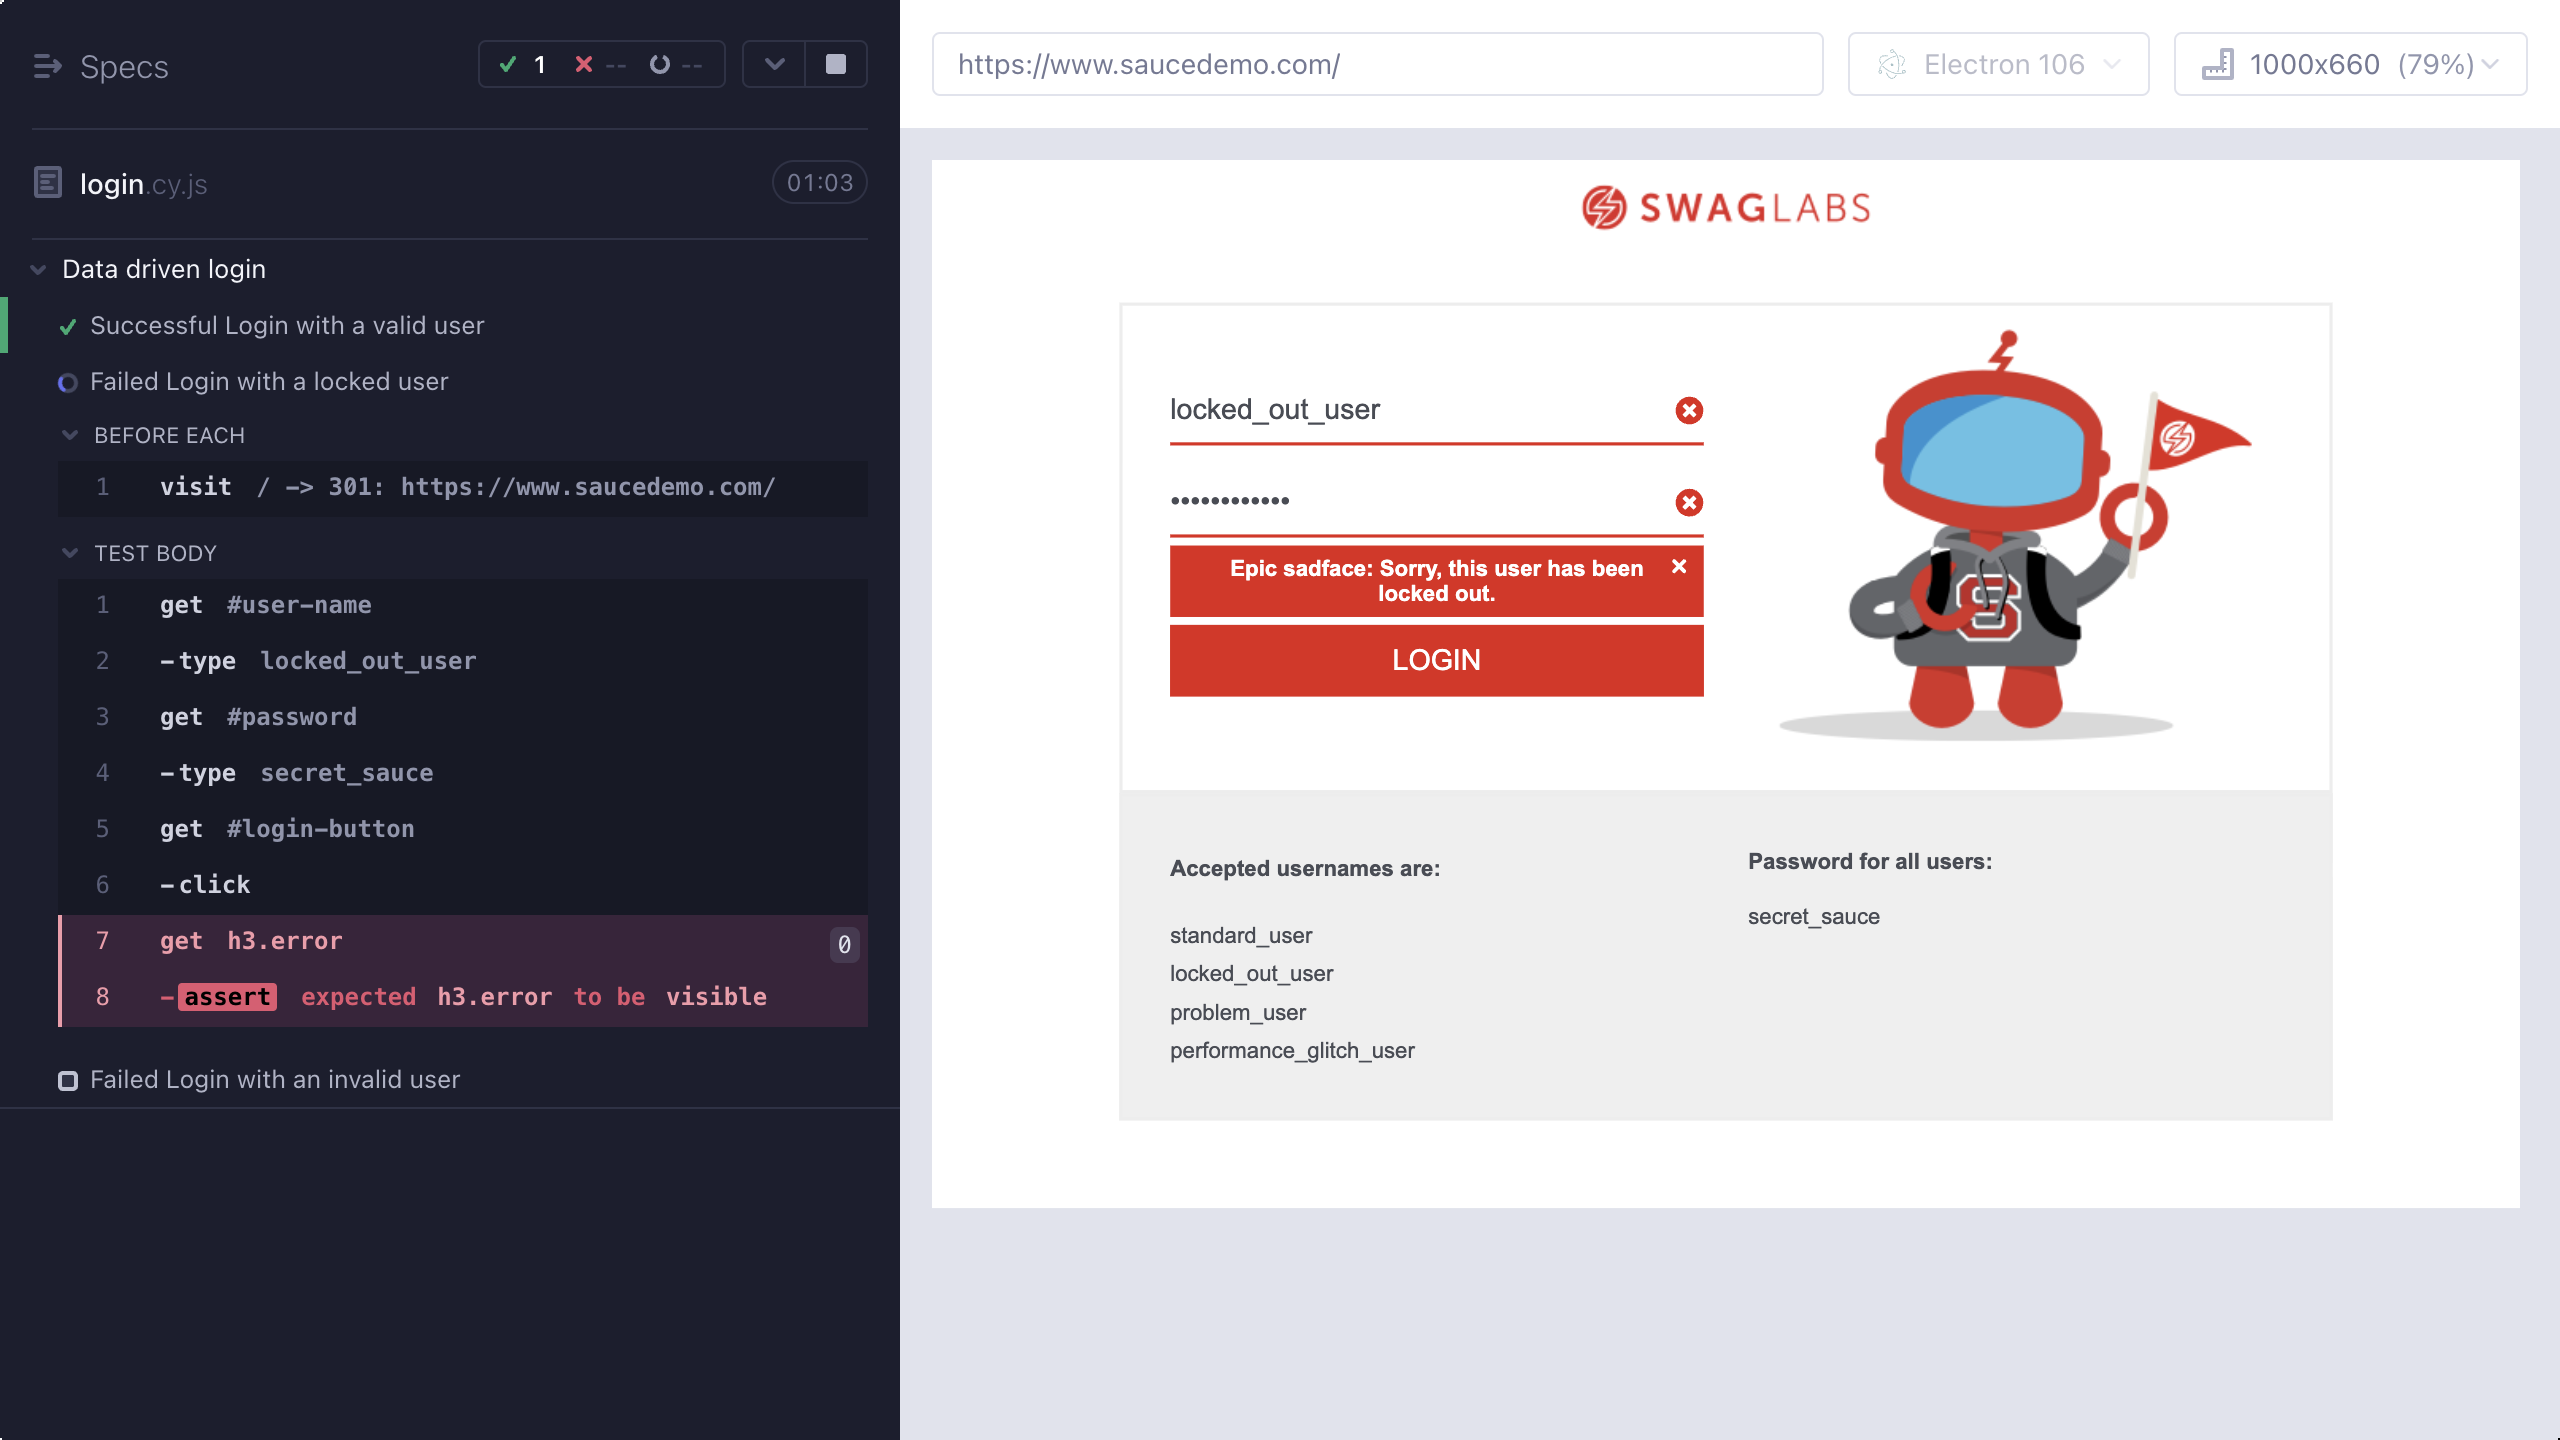 Specs
1
--
--
login.cy.js
01:03
Data driven login
Successful Login with a valid user
Failed Login with a locked user
BEFORE EACH
1 visit / -> 301: https://www.saucedemo.com/
TEST BODY
1 get #user-name
2 -type locked_out_user
3 get #password
4 -type secret_sauce
5 get #login-button
6 -click
7 get h3.error 0
8 -assert expected h3.error to be visible
Failed Login with an invalid user
https://www.saucedemo.com/
Electron 106
1000x660 (79%)
SWAGLABS
locked_out_user
••••••••••••
Epic sadface: Sorry, this user has been
locked out.
LOGIN
S
Accepted usernames are:
standard_user
locked_out_user
problem_user
performance_glitch_user
Password for all users:
secret_sauce